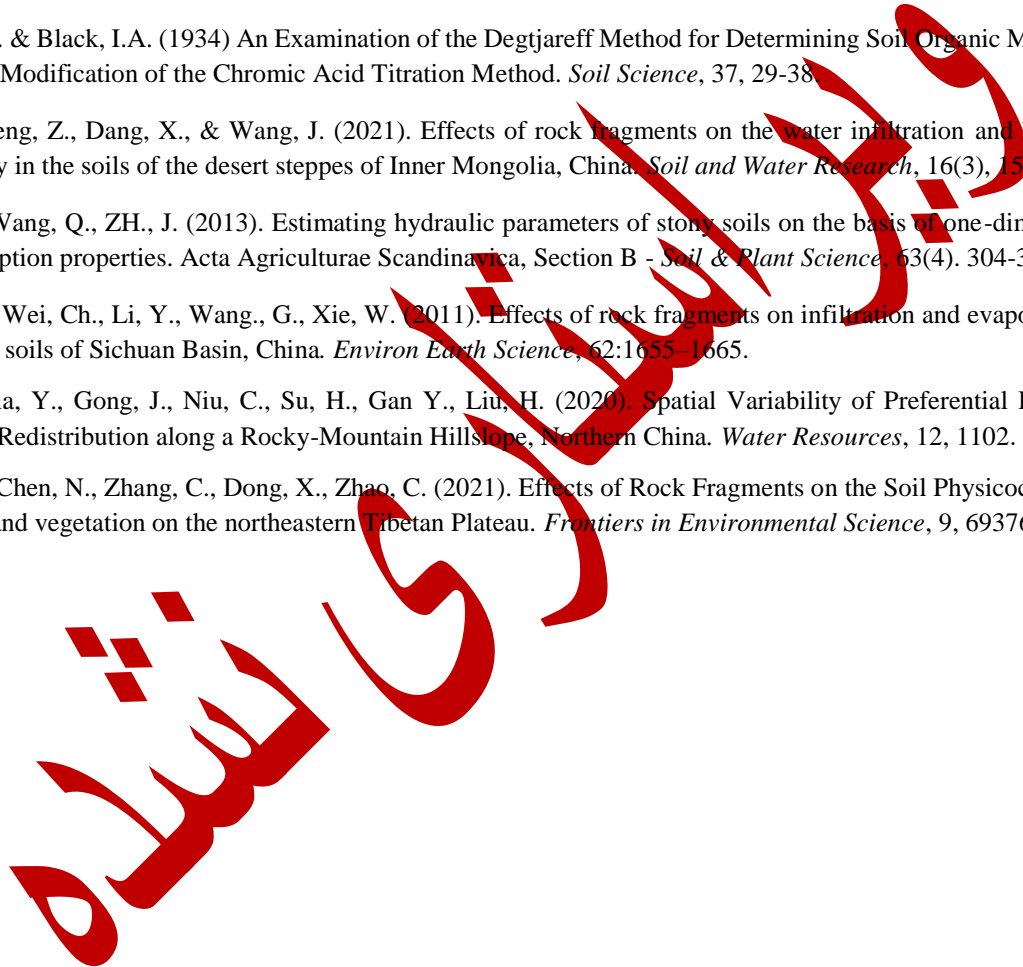 . & Black, I.A. (1934) An Examination of the Degtjareff Method for Determining Soil Organic M
Modification of the Chromic Acid Titration Method. Soil Science, 37, 29-38.
eng, Z., Dang, X., & Wang, J. (2021). Effects of rock fragments on the water infiltration and
y in the soils of the desert steppes of Inner Mongolia, China. Soil and Water Research, 16(3), 15
Wang, Q., ZH., J. (2013). Estimating hydraulic parameters of stony soils on the basis of one-dim
ption properties. Acta Agriculturae Scandinavica, Section B - Soil & Plant Science, 63(4). 304-3
Wei, Ch., Li, Y., Wang., G., Xie, W. (2011). Effects of rock fragments on infiltration and evapo
soils of Sichuan Basin, China. Environ Earth Science, 62:1655–1665.
ia, Y., Gong, J., Niu, C., Su, H., Gan Y., Liu, H. (2020). Spatial Variability of Preferential
Redistribution along a Rocky-Mountain Hillslope, Northern China. Water Resources, 12, 1102.
Chen, N., Zhang, C., Dong, X., Zhao, C. (2021). Effects of Rock Fragments on the Soil Physicoc
and vegetation on the northeastern Tibetan Plateau. Frontiers in Environmental Science, 9, 6937
ویراستاری نشده